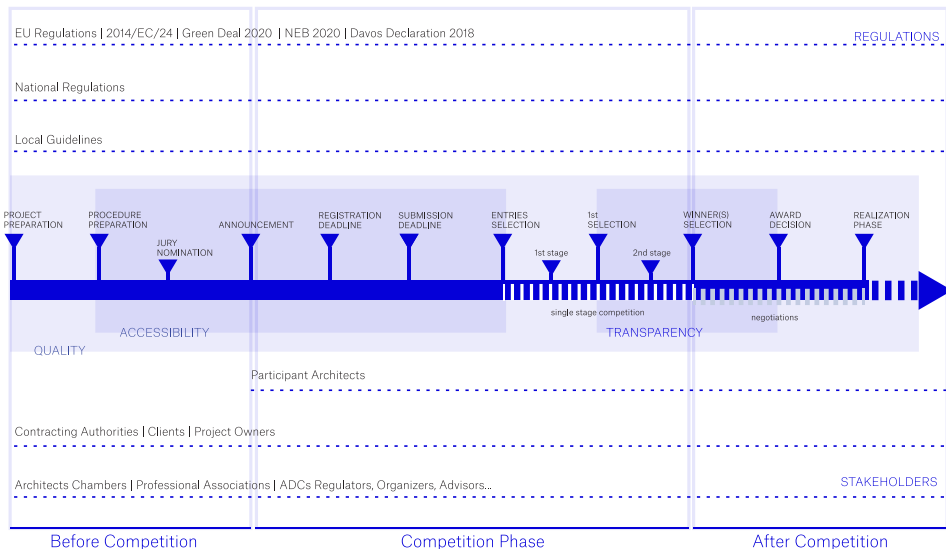 EU Regulations | 2014/EC/24 | Green Deal 2020 | NEB 2020 | Davos Declaration 2018
REGULATIONS
National Regulations
Local Guidelines
PROJECT
PREPARATION
PROCEDURE
PREPARATION
JURY
NOMINATION
ANNOUNCEMENT
REGISTRATION
DEADLINE
SUBMISSION
DEADLINE
ENTRIES
SELECTION
1st stage
1st
SELECTION
2nd stage
WINNER(S)
SELECTION
AWARD
DECISION
REALIZATION
PHASE
single stage competition
negotiations
ACCESSIBILITY
TRANSPARENCY
QUALITY
Participant Architects
Contracting Authorities | Clients | Project Owners
Architects Chambers | Professional Associations | ADCs Regulators, Organizers, Advisors...
STAKEHOLDERS
Before Competition
Competition Phase
After Competition